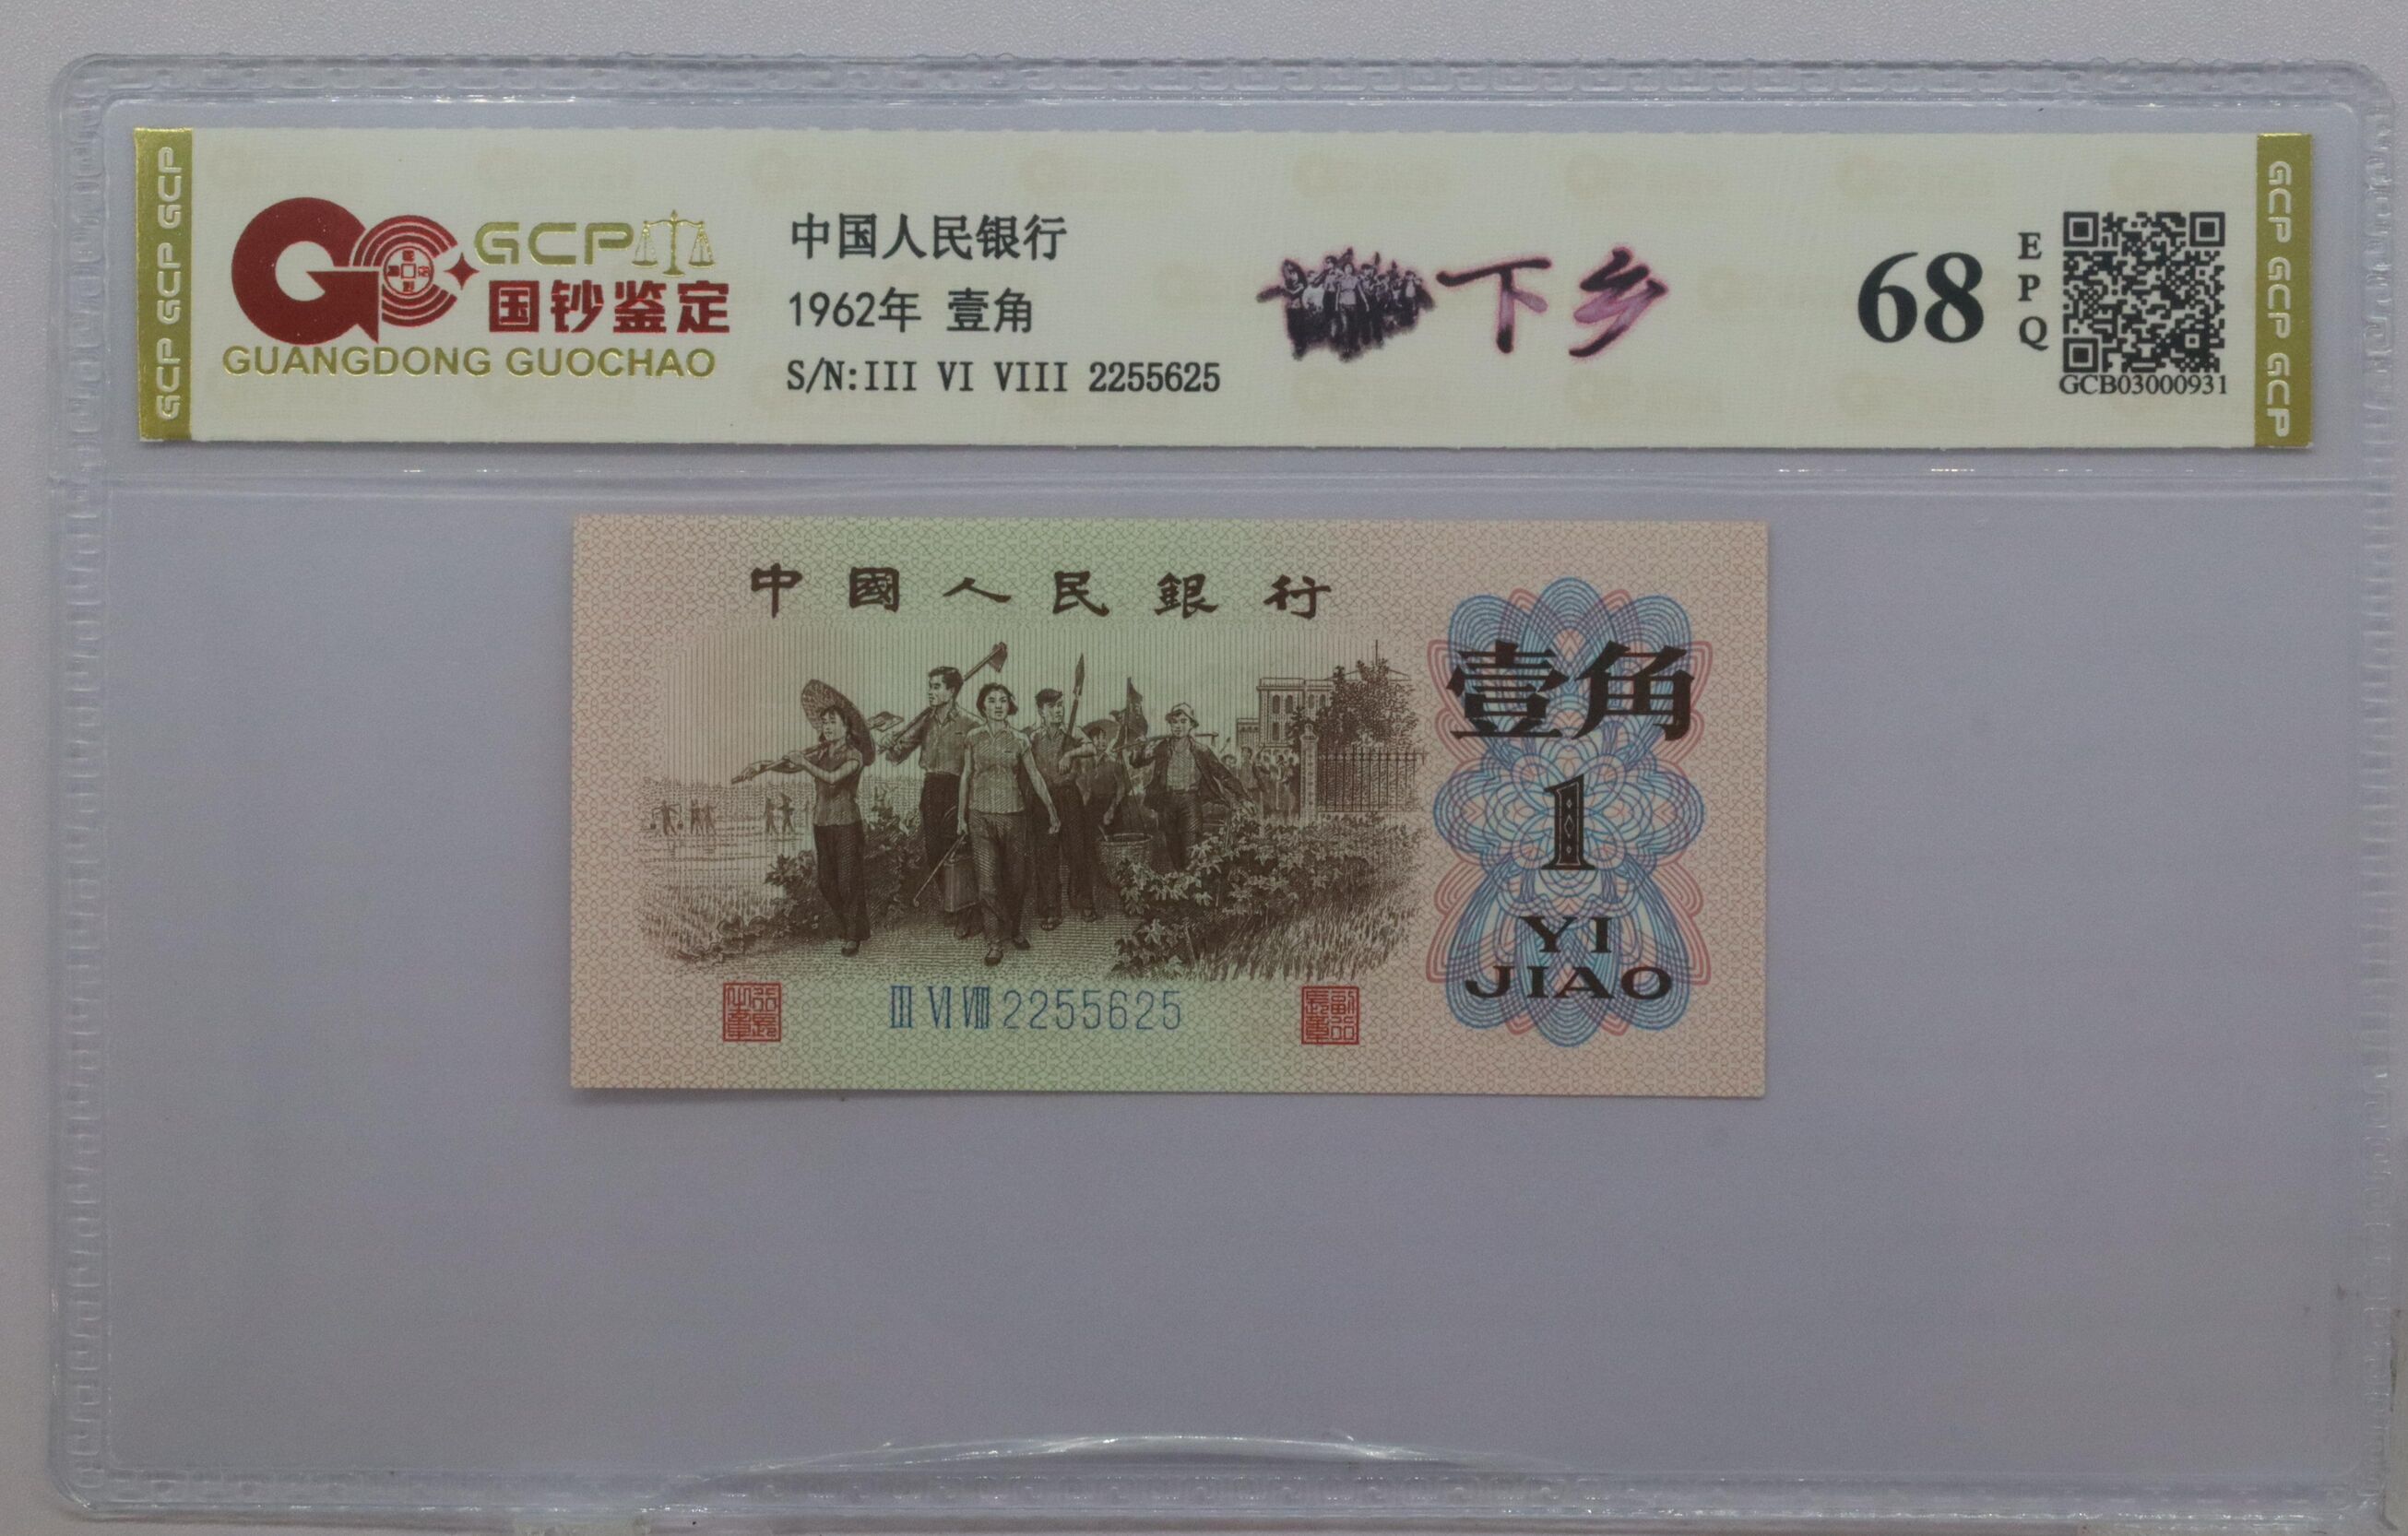 GCP GCP GCP
GCP
国钞鉴定
GUANGDONG GUOCHAO
中国人民银行
1962年 壹角
S/N:III VI VIII 2255625
下乡
68
EPQ
GCB03000931
GCP GCP GCP
中國人民銀行
壹角
1
YI
JIAO
Ⅲ Ⅵ Ⅷ 2255625